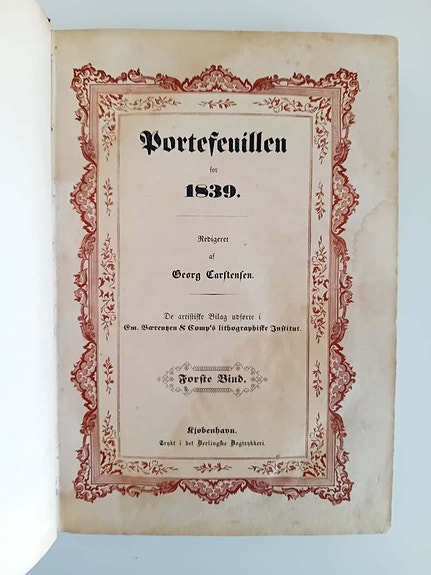 Portefeuillen
for
1839.
Redigeret
af
Georg Carstensen.
De artistiske Bilag udførte i
Em. Bærentzen & Comp's lithographiske Institut.
Første Bind.
Kjøbenhavn.
Trykt i det Berlingske Bogtrykkeri.